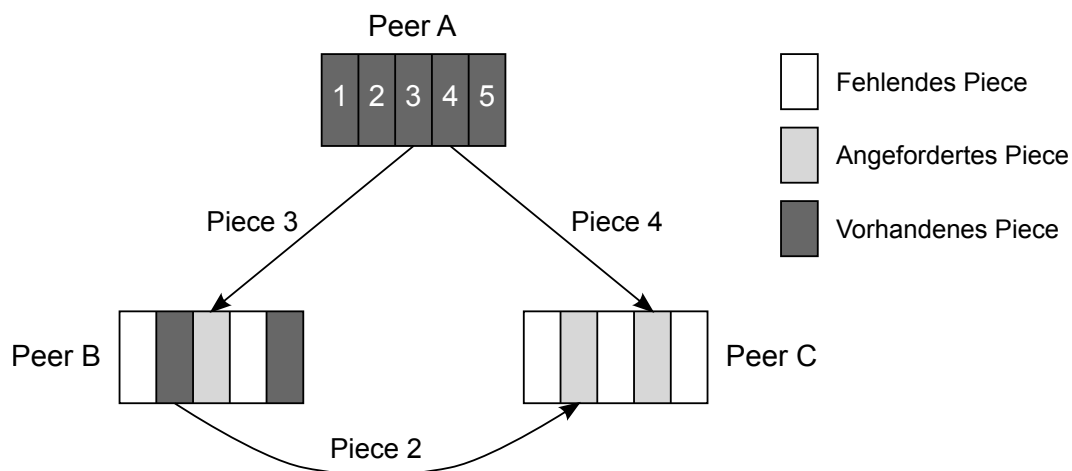 Peer A
1 2 3 4 5
Fehlendes Piece
Angefordertes Piece
Vorhandenes Piece
Piece 3
Piece 4
Peer B
Peer C
Piece 2